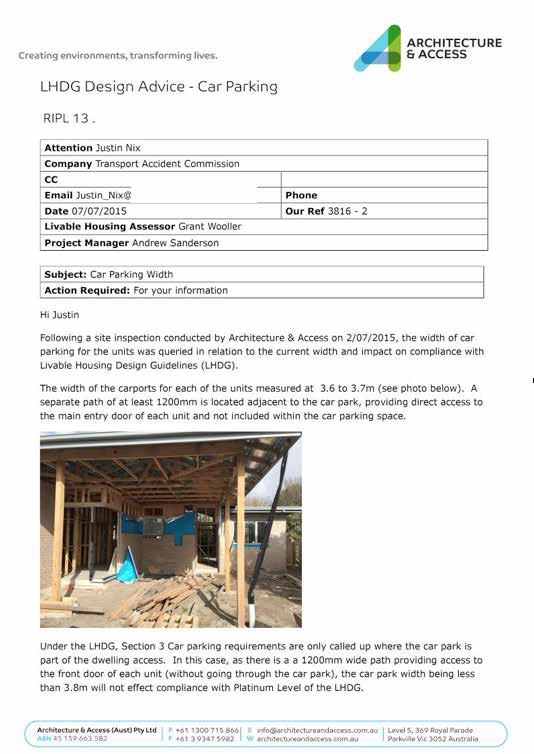 Creating environments, transforming lives.
ARCHITECTURE
& ACCESS
LHDG Design Advice - Car Parking
RIPL 13 .
Attention Justin Nix
Company Transport Accident Commission
CC
Email Justin_Nix@
Phone
Date 07/07/2015
Our Ref 3816 - 2
Livable Housing Assessor Grant Wooller
Project Manager Andrew Sanderson
Subject: Car Parking Width
Action Required: For your information
Hi Justin
Following a site inspection conducted by Architecture & Access on 2/07/2015, the width of car
parking for the units was queried in relation to the current width and impact on compliance with
Livable Housing Design Guidelines (LHDG).
The width of the carports for each of the units measured at 3.6 to 3.7m (see photo below). A
separate path of at least 1200mm is located adjacent to the car park, providing direct access to
the main entry door of each unit and not included within the car parking space.
Under the LHDG, Section 3 Car parking requirements are only called up where the car park is
part of the dwelling access. In this case, as there is a a 1200mm wide path providing access to
the front door of each unit (without going through the car park), the car park width being less
than 3.8m will not effect compliance with Platinum Level of the LHDG.
Architecture & Access (Aust) Pty Ltd P +61 1300 715 866 E info@architectureandaccess.com.au Level 5, 369 Royal Parade
ABN 45 159 663 582 F +61 3 9347 5982 W architectureandaccess.com.au Parkville Vic 3052 Australia